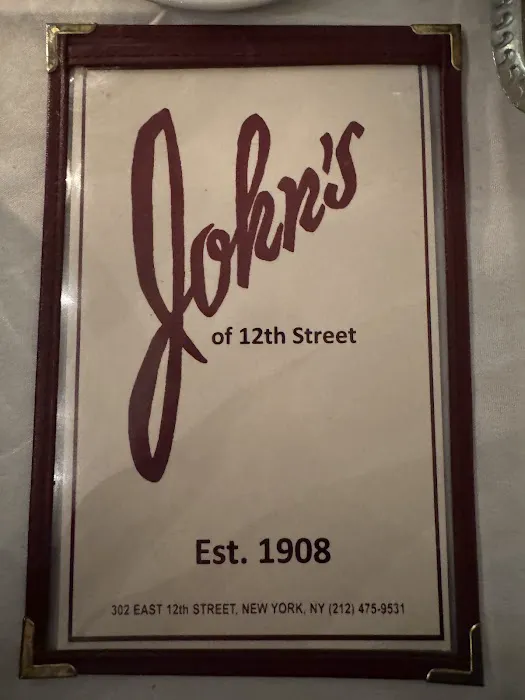 John's
of 12th Street
Est. 1908
302 EAST 12th STREET, NEW YORK, NY (212) 475-9531